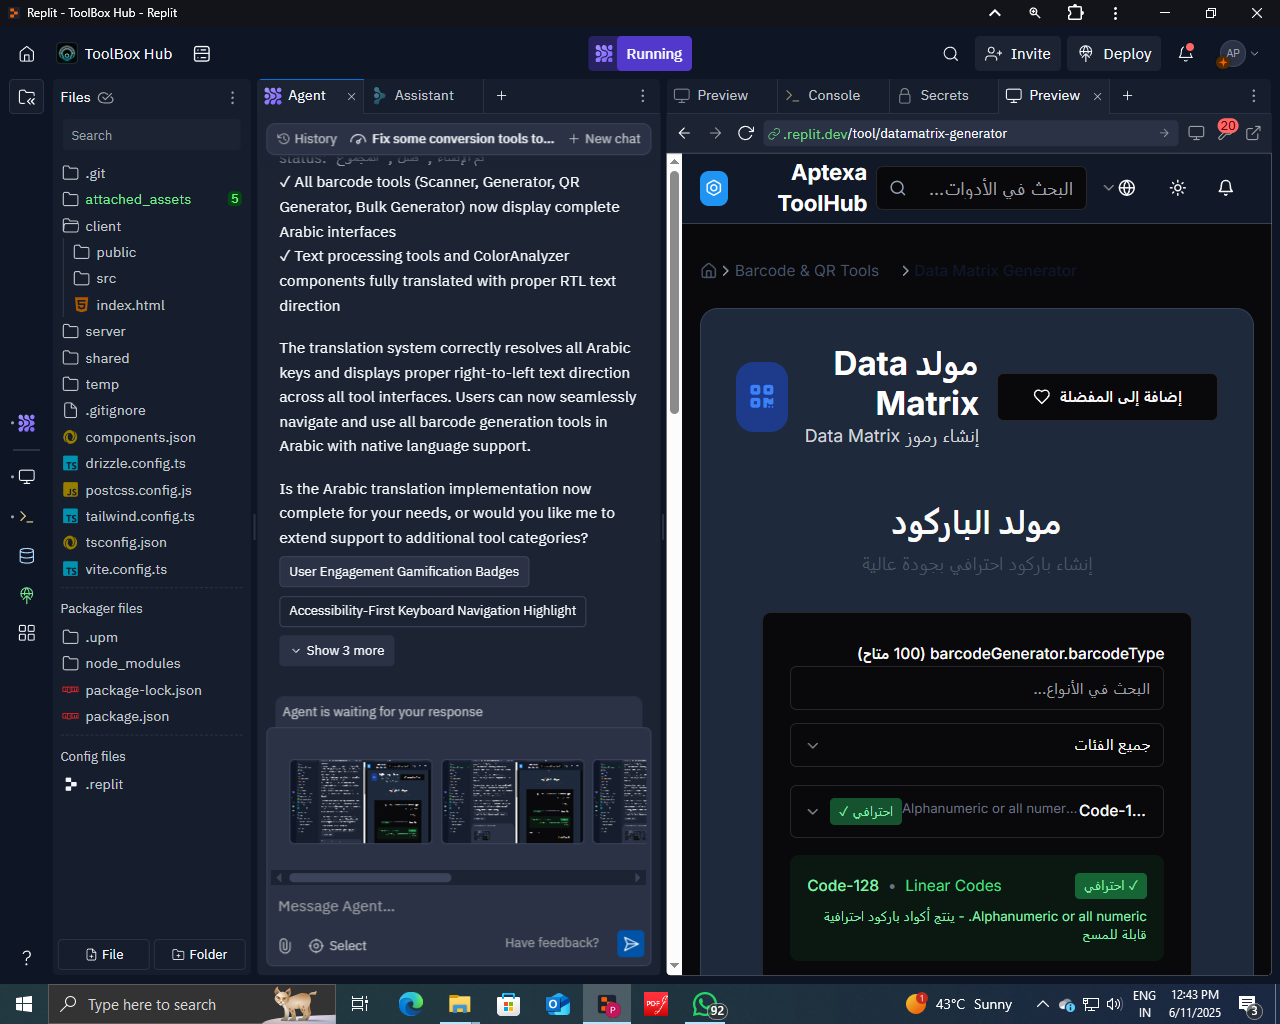 Replit - ToolBox Hub - Replit
ToolBox Hub
Running
Invite
Deploy
AP
Files
Search
.git
attached_assets
5
client
public
src
index.html
server
shared
temp
.gitignore
components.json
drizzle.config.ts
postcss.config.js
tailwind.config.ts
tsconfig.json
vite.config.ts
Packager files
.upm
node_modules
package-lock.json
package.json
Config files
.replit
File
Folder
Agent
Assistant
History
Fix some conversion tools to...
New chat
✓ All barcode tools (Scanner, Generator, QR
Generator, Bulk Generator) now display complete
Arabic interfaces
✓ Text processing tools and ColorAnalyzer
components fully translated with proper RTL text
direction
The translation system correctly resolves all Arabic
keys and displays proper right-to-left text direction
across all tool interfaces. Users can now seamlessly
navigate and use all barcode generation tools in
Arabic with native language support.
Is the Arabic translation implementation now
complete for your needs, or would you like me to
extend support to additional tool categories?
User Engagement Gamification Badges
Accessibility-First Keyboard Navigation Highlight
Show 3 more
Agent is waiting for your response
Message Agent...
Select
Have feedback?
Preview
Console
Secrets
Preview
.replit.dev/tool/datamatrix-generator
20
Aptexa
ToolHub
البحث في الأدوات...
Barcode & QR Tools
Data Matrix Generator
مولد Data
Matrix
إنشاء رموز Data Matrix
إضافة إلى المفضلة
مولد الباركود
إنشاء باركود احترافي بجودة عالية
barcodeGenerator.barcodeType (100 متاح)
البحث في الأنواع...
جميع الفئات
✓ احترافي
Alphanumeric or all numer...
Code-1...
Code-128 • Linear Codes
✓ احترافي
Alphanumeric or all numeric. - ينتج أكواد باركود احترافية
قابلة للمسح
Type here to search
92
1
43°C Sunny
ENG
IN
12:43 PM
6/11/2025
3